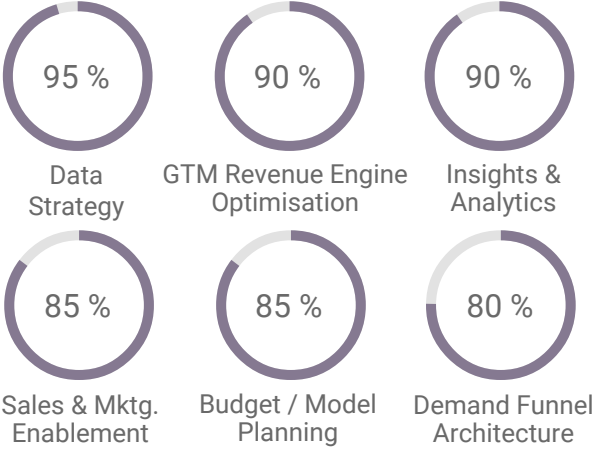 95 %
Data
Strategy
90 %
GTM Revenue Engine
Optimisation
90 %
Insights &
Analytics
85 %
Sales & Mktg.
Enablement
85 %
Budget / Model
Planning
80 %
Demand Funnel
Architecture